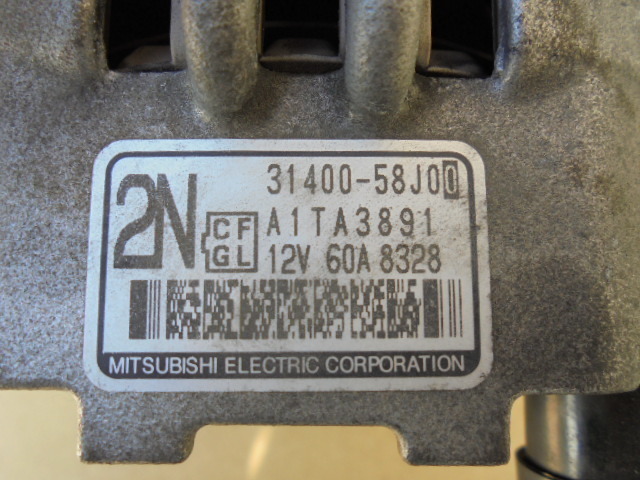 2N
31400-58J00
CF
GL
A1TA3891
12V 60A 8328
MITSUBISHI ELECTRIC CORPORATION